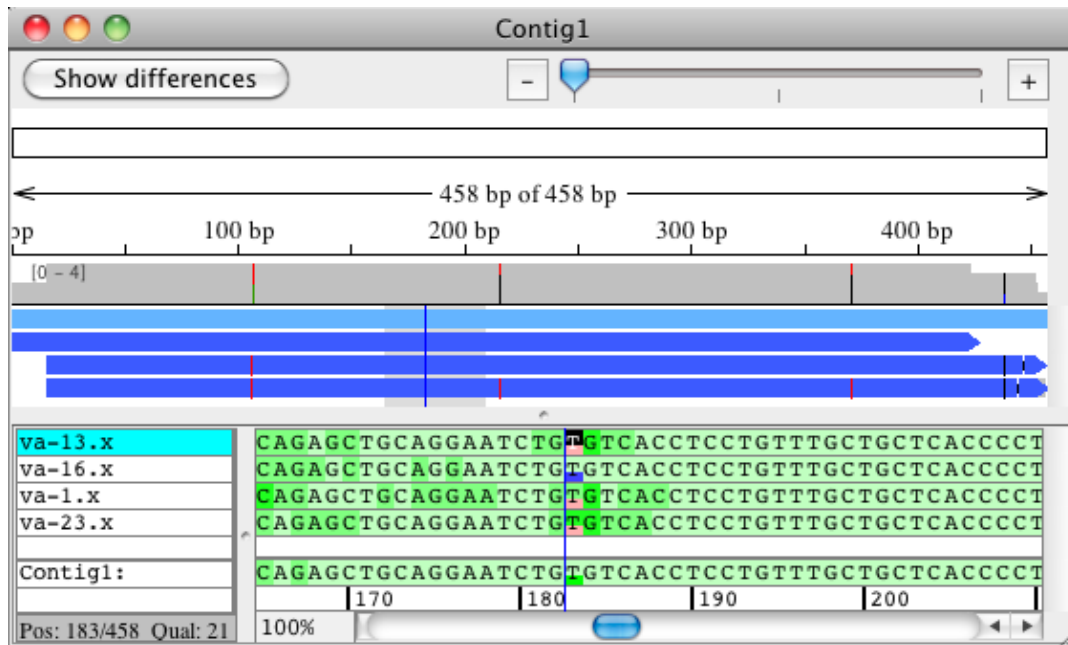 Contig1
Show differences
- +
458 bp of 458 bp
bp 100 bp 200 bp 300 bp 400 bp
[0 – 4]
va-13.x CAGAGCTGCAGGAATCTGTGTCACCTCCTGTTTGCTGCTCACCCCT
va-16.x CAGAGCTGCAGGAATCTGTGTCACCTCCTGTTTGCTGCTCACCCCT
va-1.x CAGAGCTGCAGGAATCTGTGTCACCTCCTGTTTGCTGCTCACCCCT
va-23.x CAGAGCTGCAGGAATCTGTGTCACCTCCTGTTTGCTGCTCACCCCT
Contig1: CAGAGCTGCAGGAATCTGTGTCACCTCCTGTTTGCTGCTCACCCCT
170 180 190 200
Pos: 183/458 Qual: 21 100%